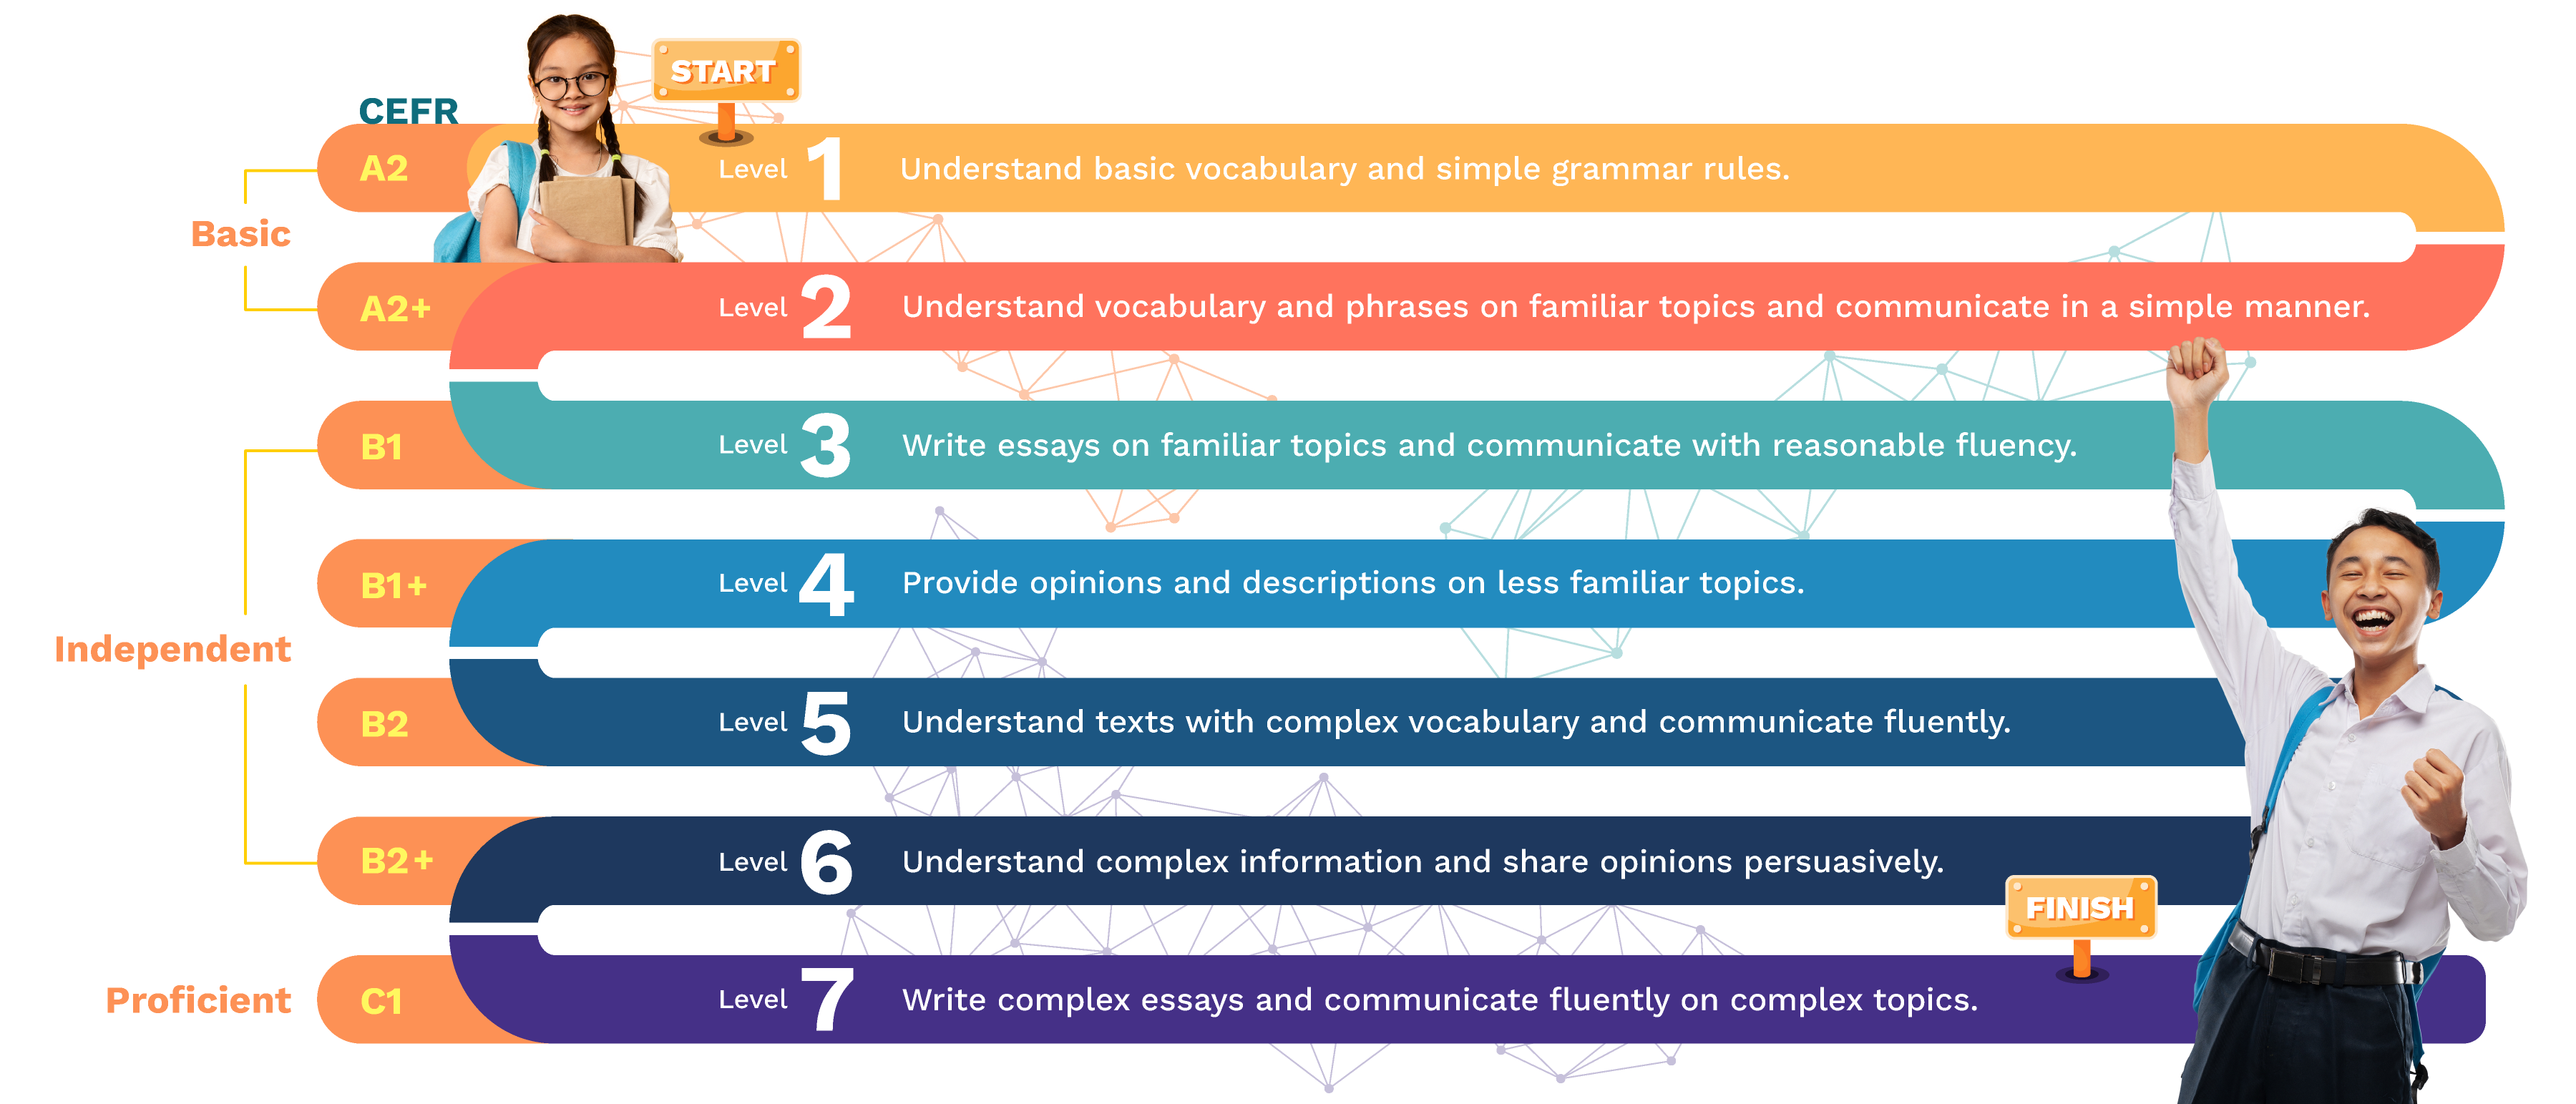 START
CEFR
A2 Level 1 Understand basic vocabulary and simple grammar rules.
Basic
A2+ Level 2 Understand vocabulary and phrases on familiar topics and communicate in a simple manner.
B1 Level 3 Write essays on familiar topics and communicate with reasonable fluency.
B1+ Level 4 Provide opinions and descriptions on less familiar topics.
Independent
B2 Level 5 Understand texts with complex vocabulary and communicate fluently.
B2+ Level 6 Understand complex information and share opinions persuasively.
FINISH
Proficient C1 Level 7 Write complex essays and communicate fluently on complex topics.